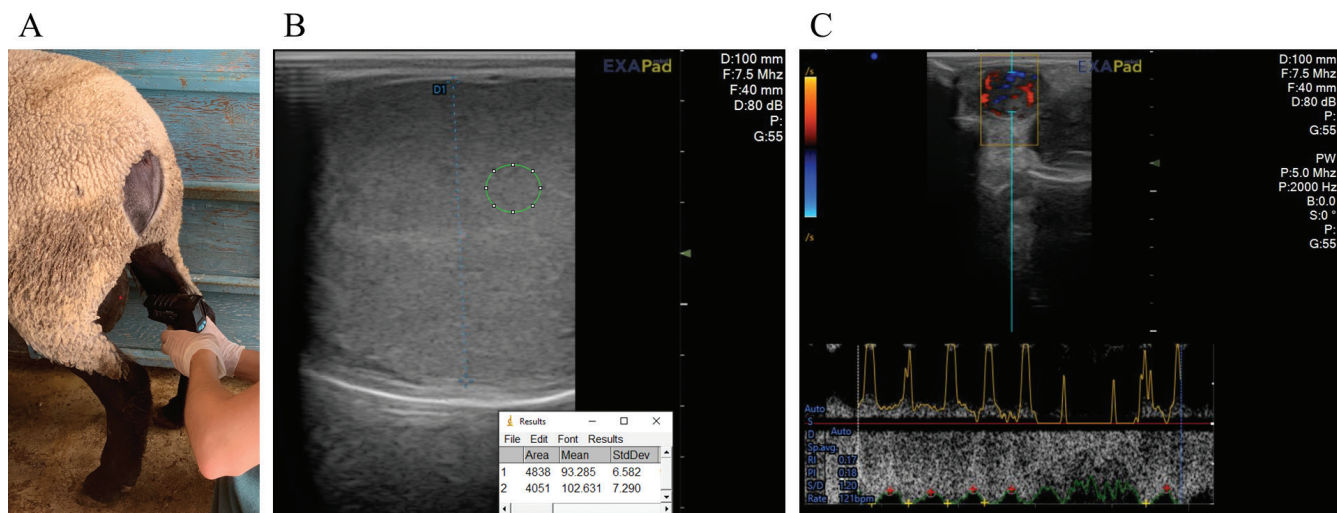 A
B
C
D1
EXAPad
D:100 mm
F:7.5 Mhz
F:40 mm
D:80 dB
P:
G:55
Results
File Edit Font Results
Area Mean StdDev
1 4838 93.285 6.582
2 4051 102.631 7.290
/s
/s
EXAPad
D:100 mm
F:7.5 Mhz
F:40 mm
D:80 dB
P:
G:55
PW
P:5.0 Mhz
P:2000 Hz
B:0.0
S:0 °
P:
G:55
Auto
S
D Auto
Sp.avg.
RI 0.17
PI 0.18
S/D 1.20
Rate 121bpm